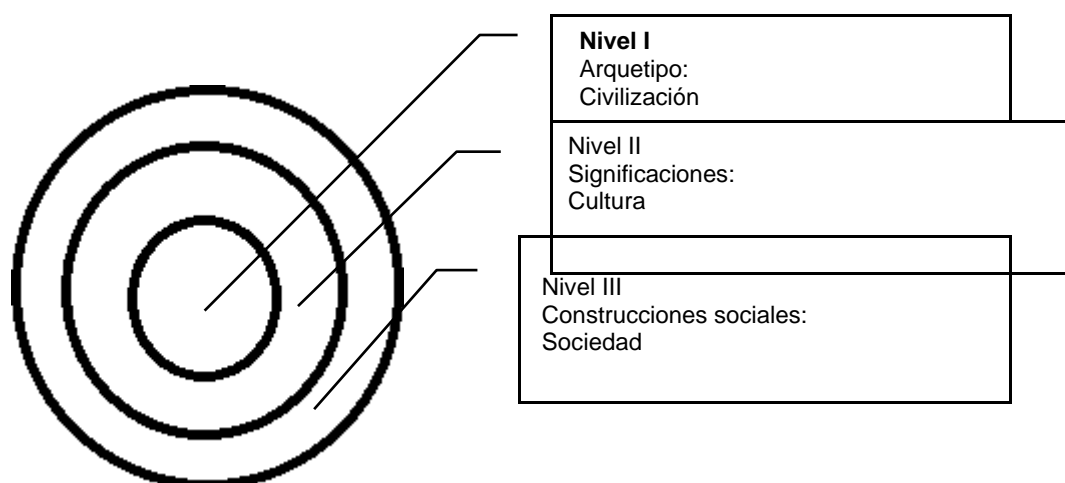 Nivel I
Arquetipo:
Civilización
Nivel II
Significaciones:
Cultura
Nivel III
Construcciones sociales:
Sociedad